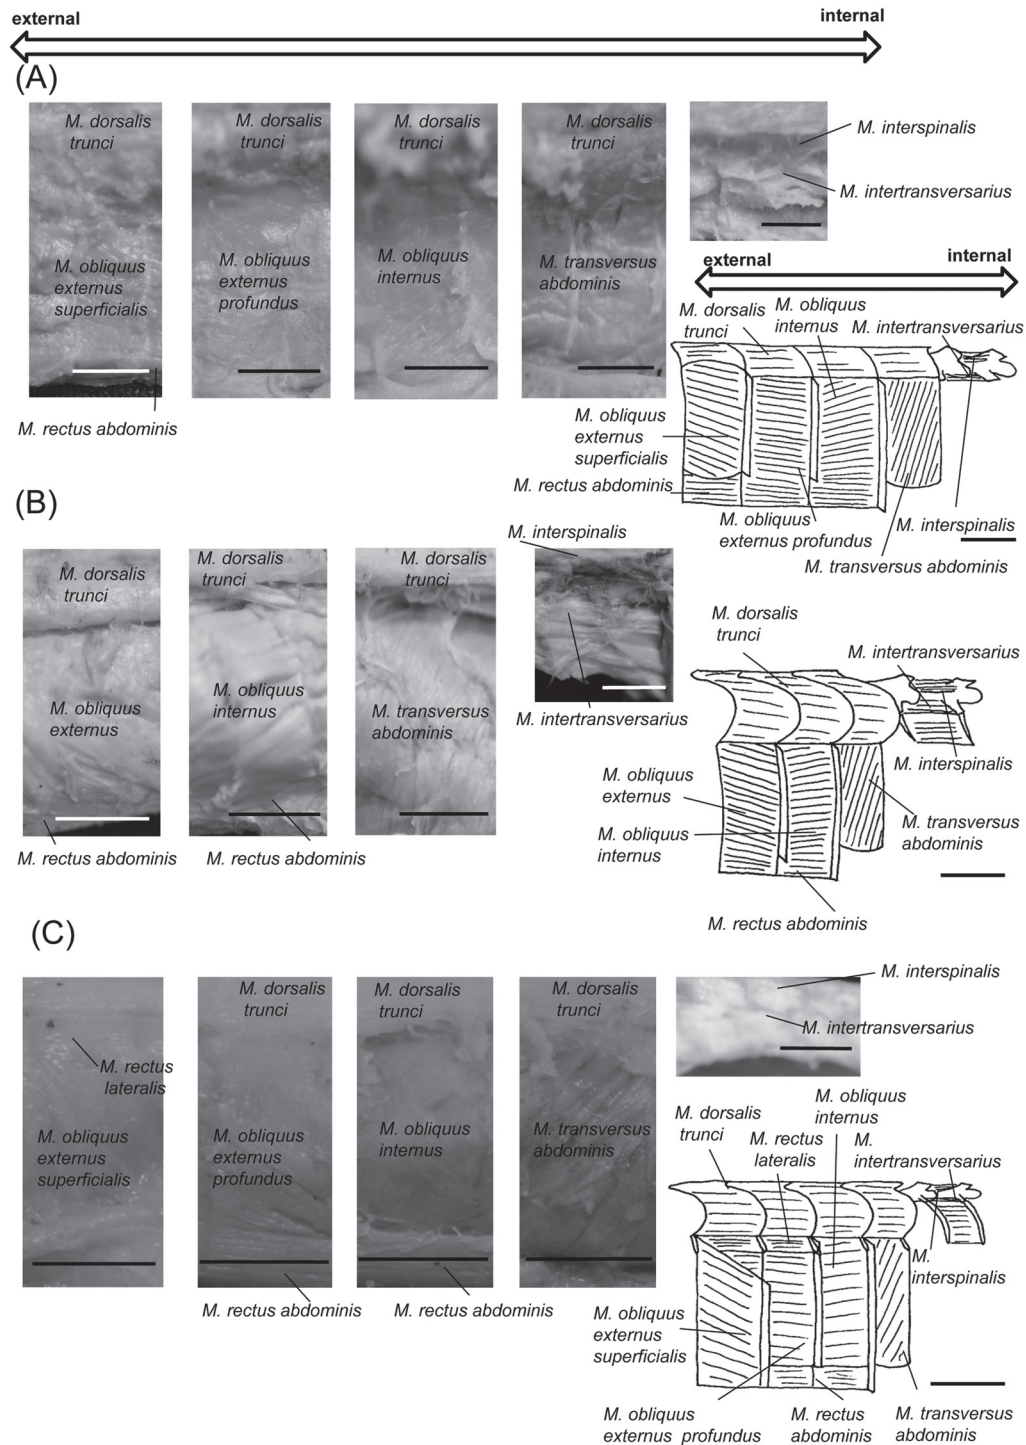 external
internal
(A)
M. dorsalis
trunci
M. dorsalis
trunci
M. dorsalis
trunci
M. dorsalis
trunci
M. interspinalis
M. intertransversarius
M. obliquus
externus
superficialis
M. obliquus
externus
profundus
M. obliquus
internus
M. transversus
abdominis
M. rectus abdominis
external
internal
M. dorsalis
trunci
M. obliquus
internus
M. intertransversarius
M. obliquus
externus
superficialis
M. rectus abdominis
M. obliquus
externus profundus
M. interspinalis
M. transversus abdominis
(B)
M. dorsalis
trunci
M. dorsalis
trunci
M. dorsalis
trunci
M. interspinalis
M. obliquus
externus
M. obliquus
internus
M. transversus
abdominis
M. intertransversarius
M. rectus abdominis
M. rectus abdominis
M. dorsalis
trunci
M. intertransversarius
M. interspinalis
M. obliquus
externus
M. obliquus
internus
M. transversus
abdominis
M. rectus abdominis
(C)
M. rectus
lateralis
M. dorsalis
trunci
M. dorsalis
trunci
M. dorsalis
trunci
M. interspinalis
M. intertransversarius
M. obliquus
externus
superficialis
M. obliquus
externus
profundus
M. obliquus
internus
M. transversus
abdominis
M. rectus abdominis
M. rectus abdominis
M. dorsalis
trunci
M. rectus
lateralis
M. obliquus
internus
M.
intertransversarius
M.
interspinalis
M. obliquus
externus
superficialis
M. obliquus
externus profundus
M. rectus
abdominis
M. transversus
abdominis